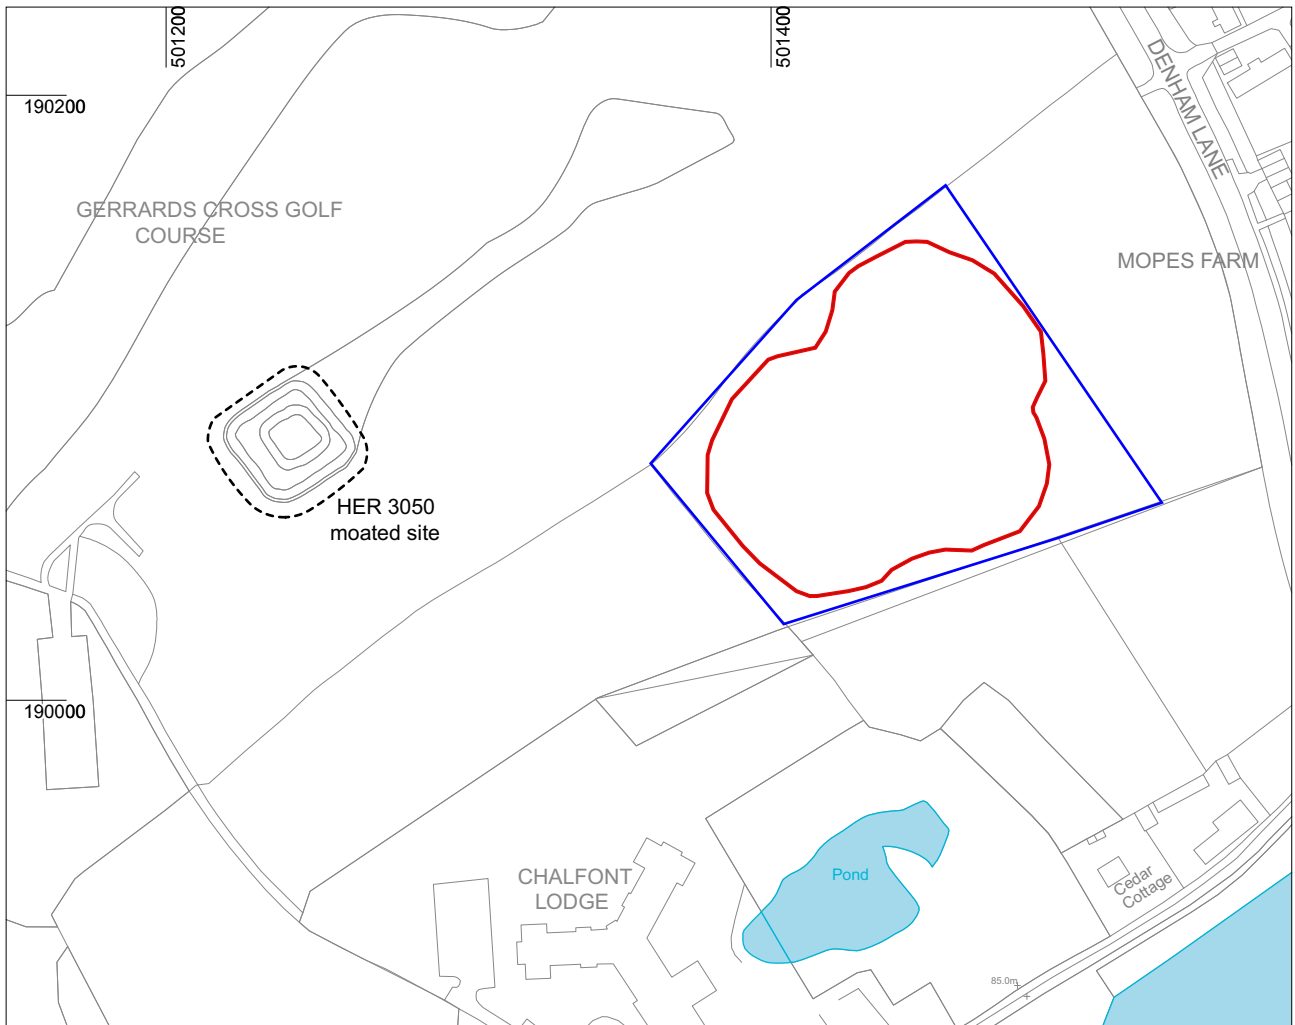 501200
501400
190200
DENHAM LANE
GERRARDS CROSS GOLF
COURSE
MOPES FARM
HER 3050
moated site
190000
CHALFONT
LODGE
Pond
Cedar
Cottage
85.0m